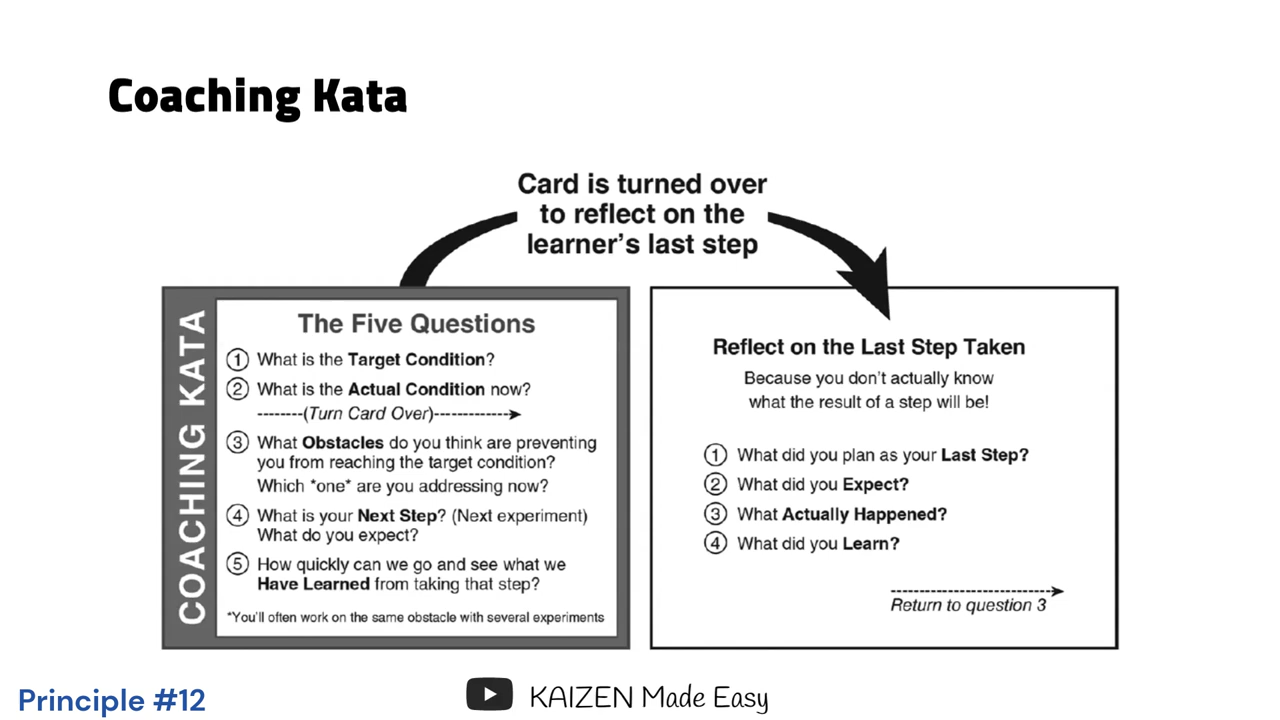 Coaching Kata
Card is turned over
to reflect on the
learner's last step
COACHING KATA
The Five Questions
① What is the Target Condition?
② What is the Actual Condition now?
--------(Turn Card Over)-------------→
③ What Obstacles do you think are preventing
you from reaching the target condition?
Which *one* are you addressing now?
④ What is your Next Step? (Next experiment)
What do you expect?
⑤ How quickly can we go and see what we
Have Learned from taking that step?
*You'll often work on the same obstacle with several experiments
Reflect on the Last Step Taken
Because you don't actually know
what the result of a step will be!
① What did you plan as your Last Step?
② What did you Expect?
③ What Actually Happened?
④ What did you Learn?
Return to question 3
Principle #12
KAIZEN Made Easy